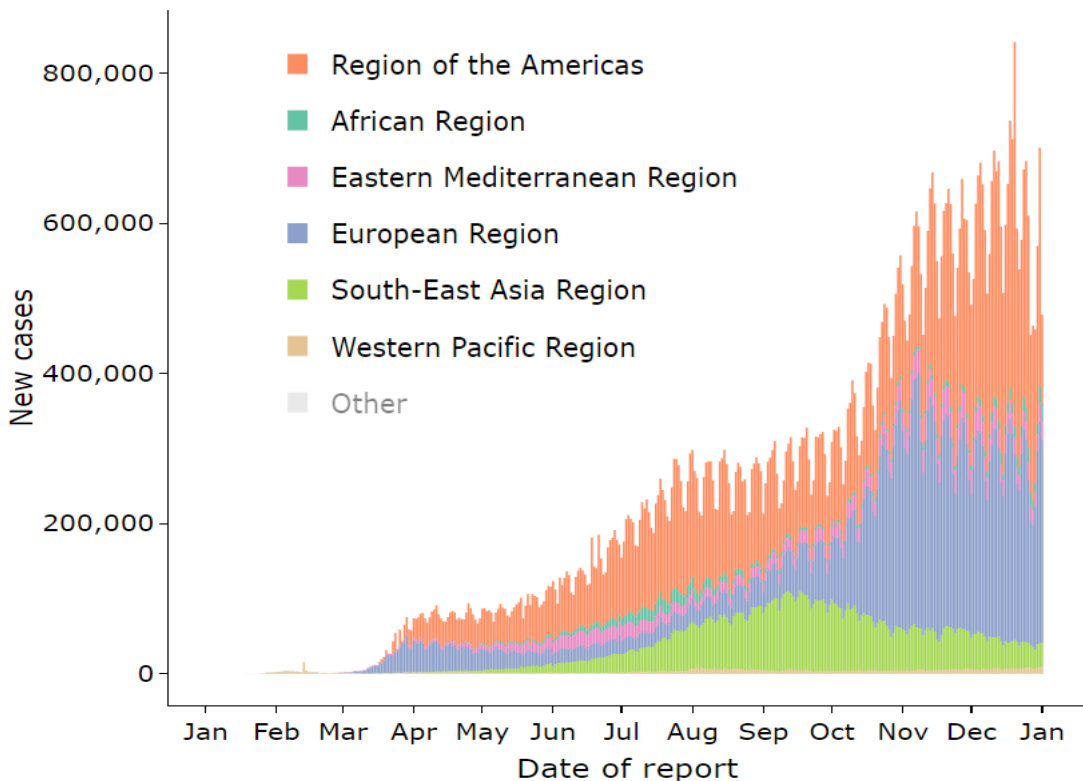 Region of the Americas
African Region
Eastern Mediterranean Region
European Region
South-East Asia Region
Western Pacific Region
Other
800,000
600,000
400,000
200,000
0
New cases
Jan Feb Mar Apr May Jun Jul Aug Sep Oct Nov Dec Jan
Date of report